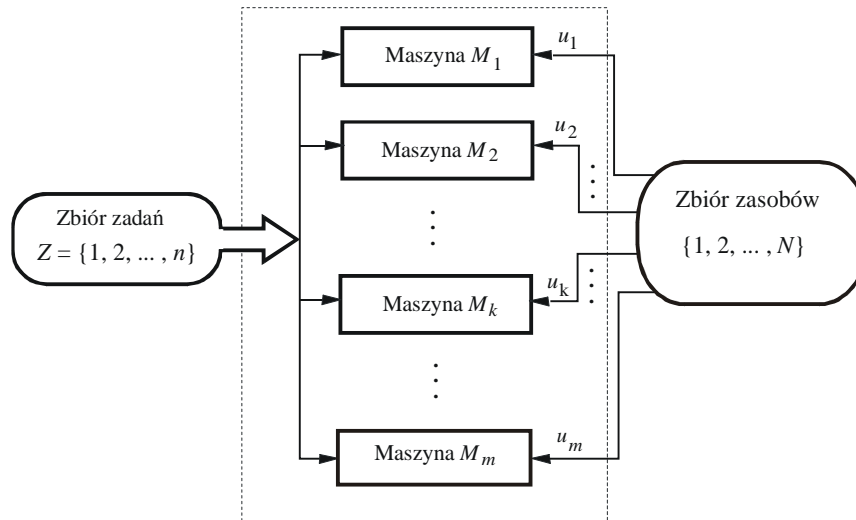 Maszyna M1
u1
Maszyna M2
u2
Zbiór zadań
Z = {1, 2, ... , n}
Zbiór zasobów
{1, 2, ... , N}
Maszyna Mk
uk
Maszyna Mm
um